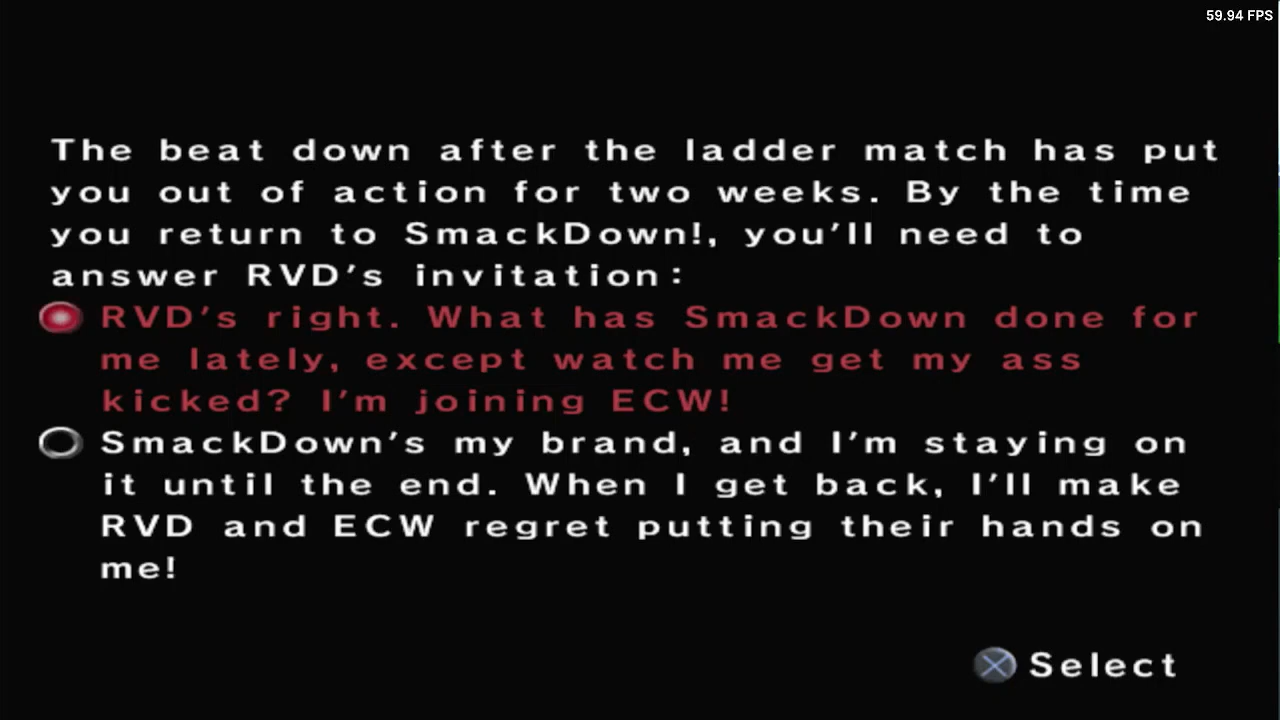 59.94 FPS
The beat down after the ladder match has put
you out of action for two weeks. By the time
you return to SmackDown!, you'll need to
answer RVD's invitation:
RVD's right. What has SmackDown done for
me lately, except watch me get my ass
kicked? I'm joining ECW!
SmackDown's my brand, and I'm staying on
it until the end. When I get back, I'll make
RVD and ECW regret putting their hands on
me!
Select